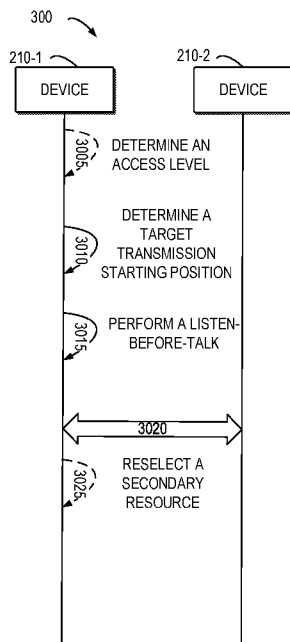 300
210-1
210-2
DEVICE
DEVICE
3005
DETERMINE AN
ACCESS LEVEL
3010
DETERMINE A
TARGET
TRANSMISSION
STARTING POSITION
3015
PERFORM A LISTEN-
BEFORE-TALK
3020
3025
RESELECT A
SECONDARY
RESOURCE